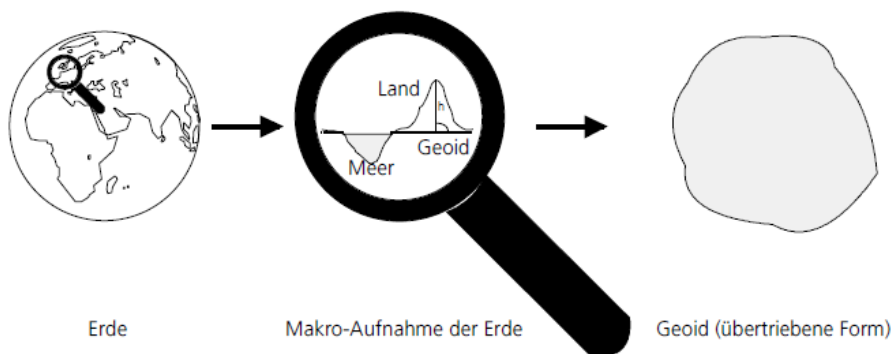 Land
h
Geoid
Meer
Erde
Makro-Aufnahme der Erde
Geoid (übertriebene Form)